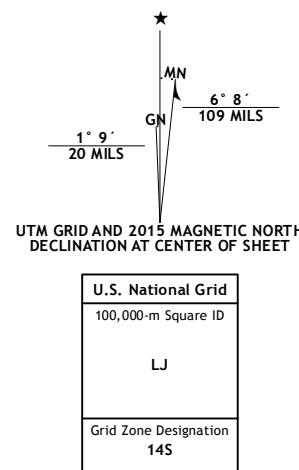 MN
GN
6° 8´
109 MILS
1° 9´
20 MILS
UTM GRID AND 2015 MAGNETIC NORTH
DECLINATION AT CENTER OF SHEET
U.S. National Grid
100,000-m Square ID
LJ
Grid Zone Designation
14S